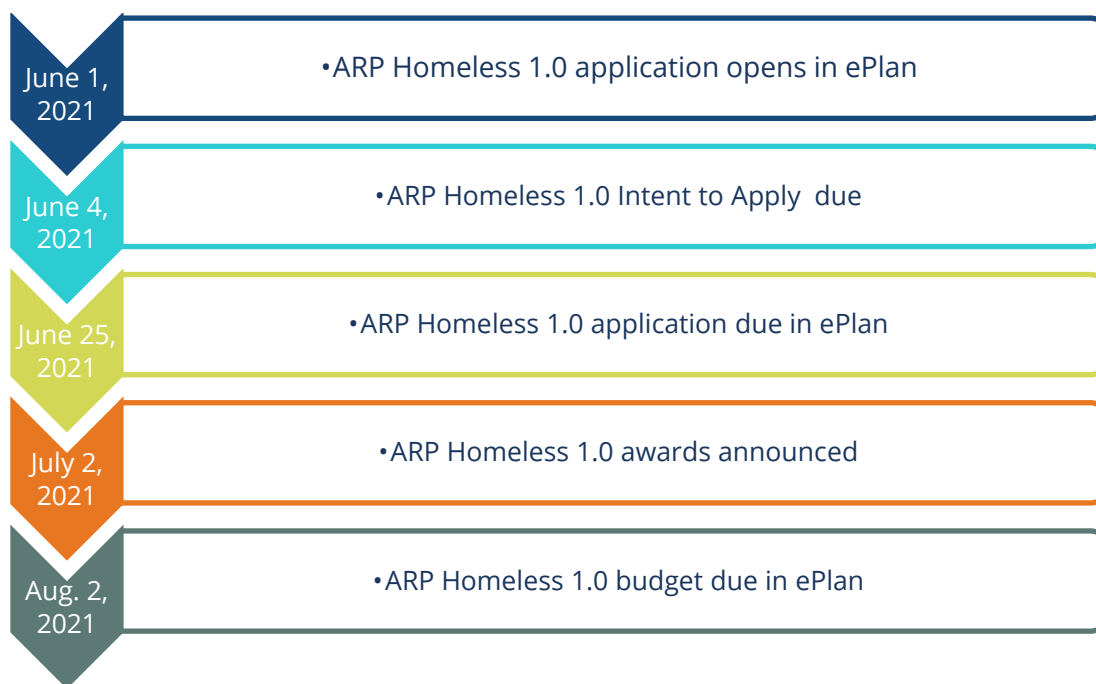 June 1,
2021
•ARP Homeless 1.0 application opens in ePlan
June 4,
2021
•ARP Homeless 1.0 Intent to Apply  due
June 25,
2021
•ARP Homeless 1.0 application due in ePlan
July 2,
2021
•ARP Homeless 1.0 awards announced
Aug. 2,
2021
•ARP Homeless 1.0 budget due in ePlan